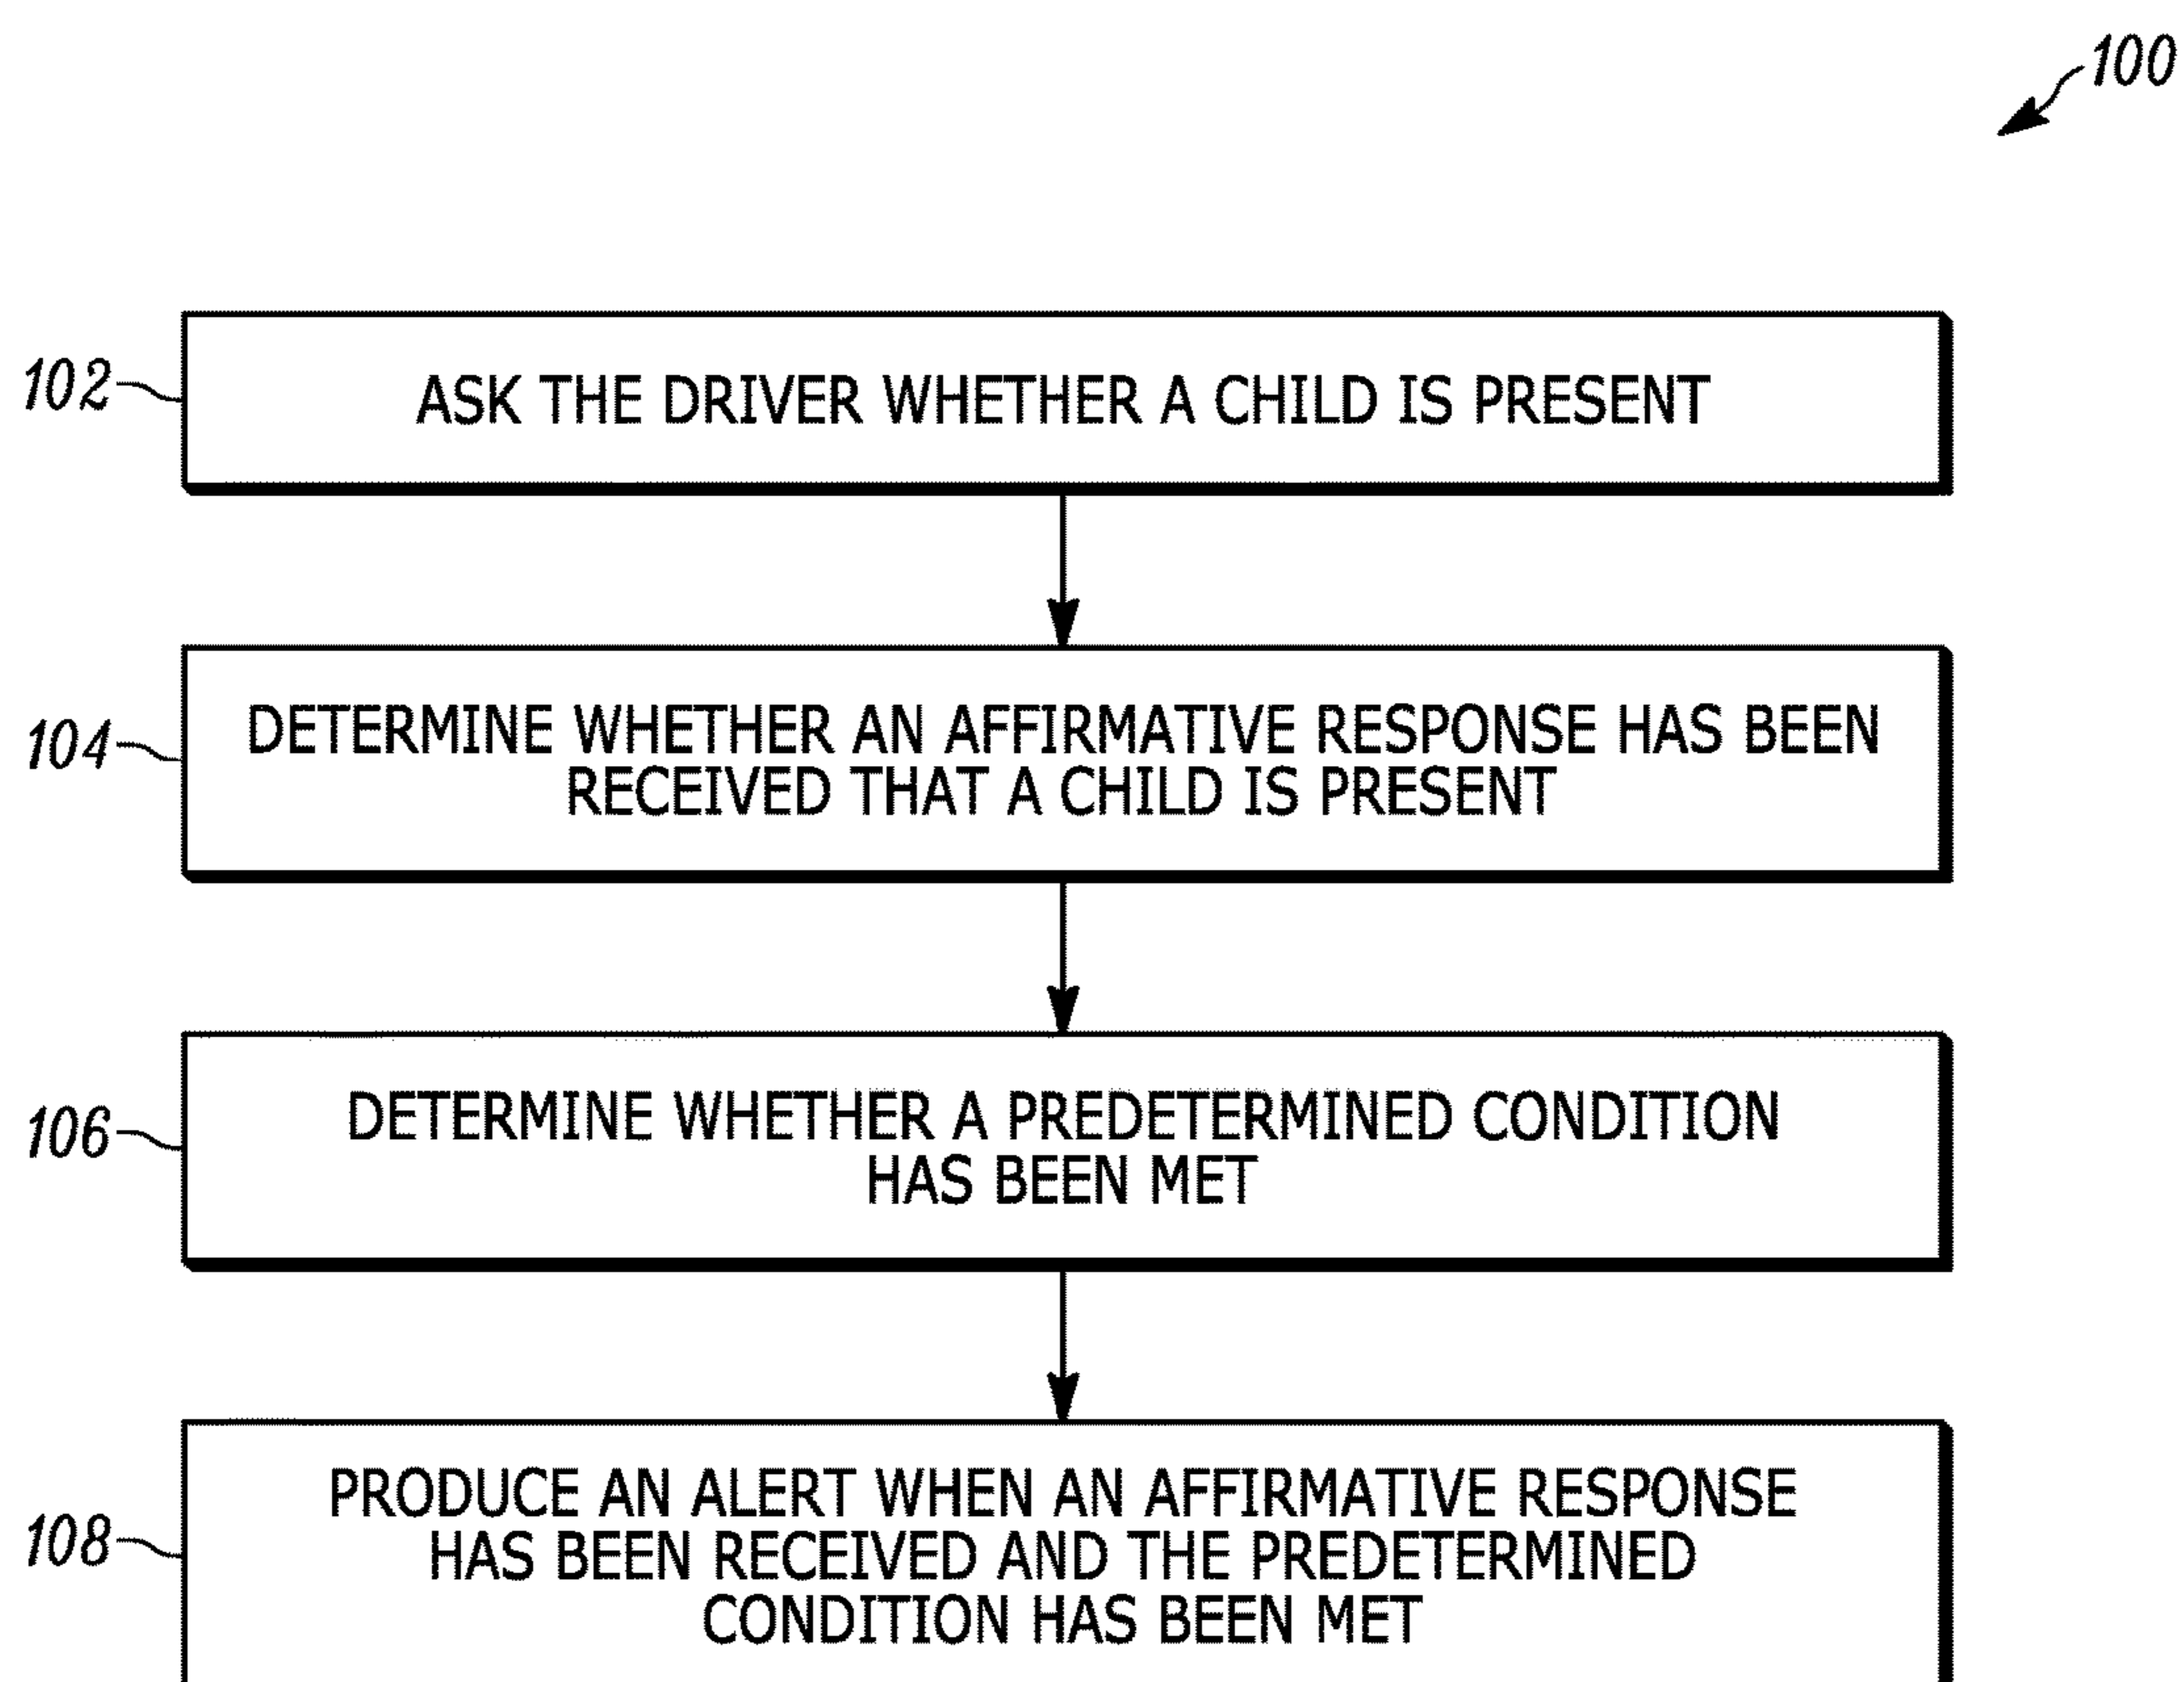 100
102
ASK THE DRIVER WHETHER A CHILD IS PRESENT
104
DETERMINE WHETHER AN AFFIRMATIVE RESPONSE HAS BEEN
RECEIVED THAT A CHILD IS PRESENT
106
DETERMINE WHETHER A PREDETERMINED CONDITION
HAS BEEN MET
108
PRODUCE AN ALERT WHEN AN AFFIRMATIVE RESPONSE
HAS BEEN RECEIVED AND THE PREDETERMINED
CONDITION HAS BEEN MET